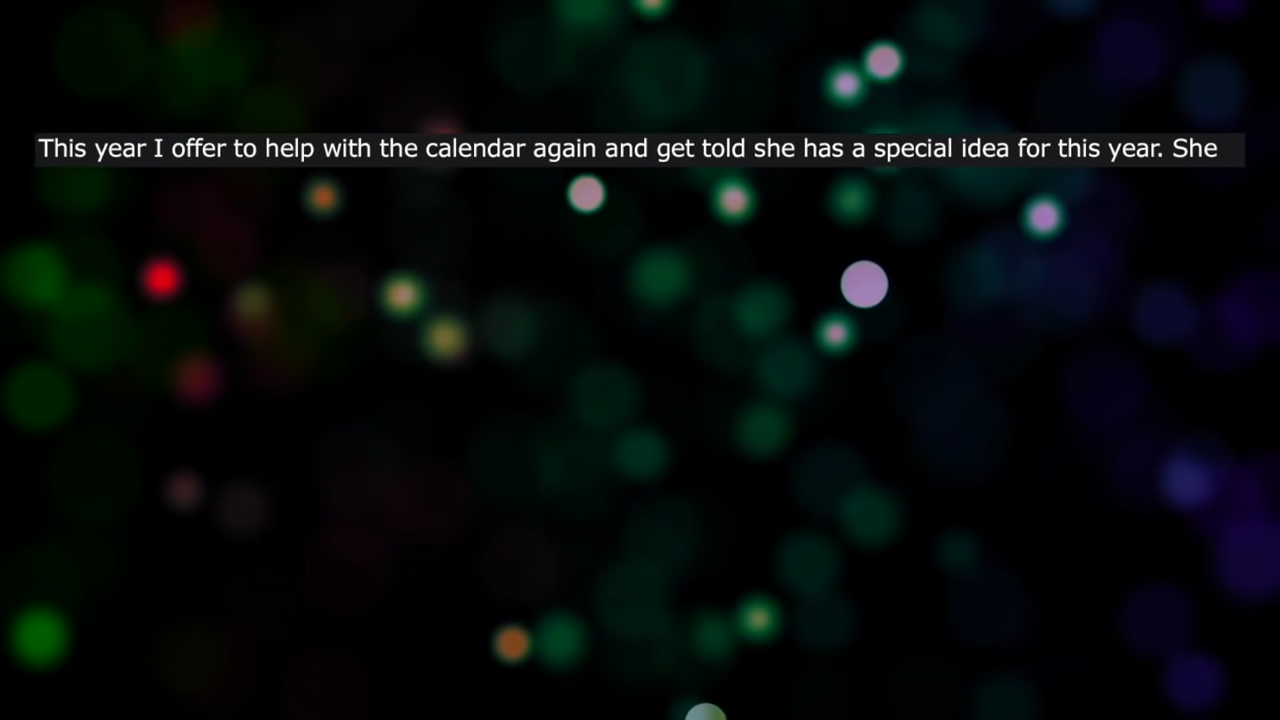 This year I offer to help with the calendar again and get told she has a special idea for this year. She